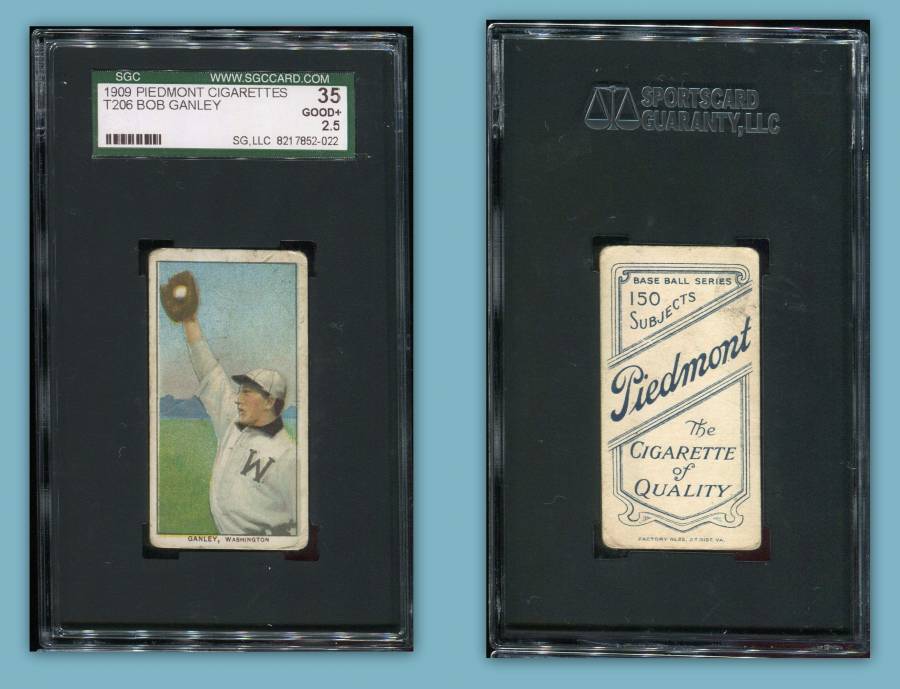 SGC WWW.SGCCARD.COM
1909 PIEDMONT CIGARETTES 35
T206 BOB GANLEY GOOD+
2.5
SG,LLC 8217852-022
W
GANLEY, WASHINGTON
SPORTSCARD
GUARANTY,LLC
BASE BALL SERIES
150
SUBJECTS
Piedmont
The
CIGARETTE
of
QUALITY
FACTORY No 25, 2ND DIST. VA.